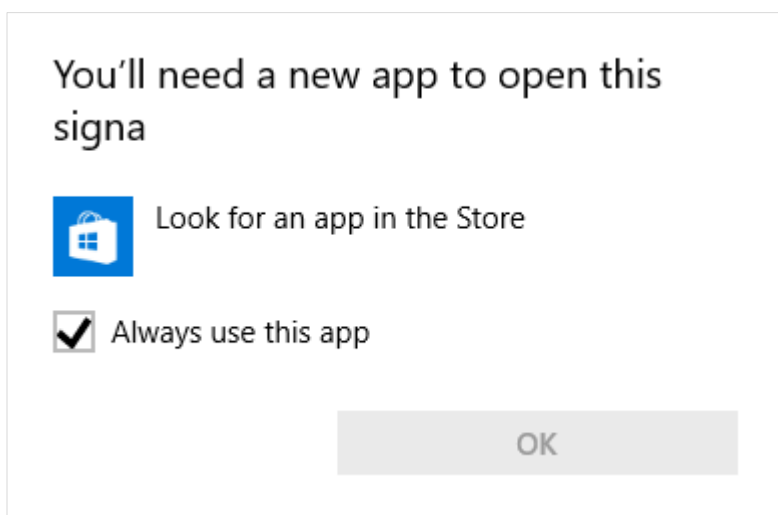 You’ll need a new app to open this
signa
Look for an app in the Store
Always use this app
OK